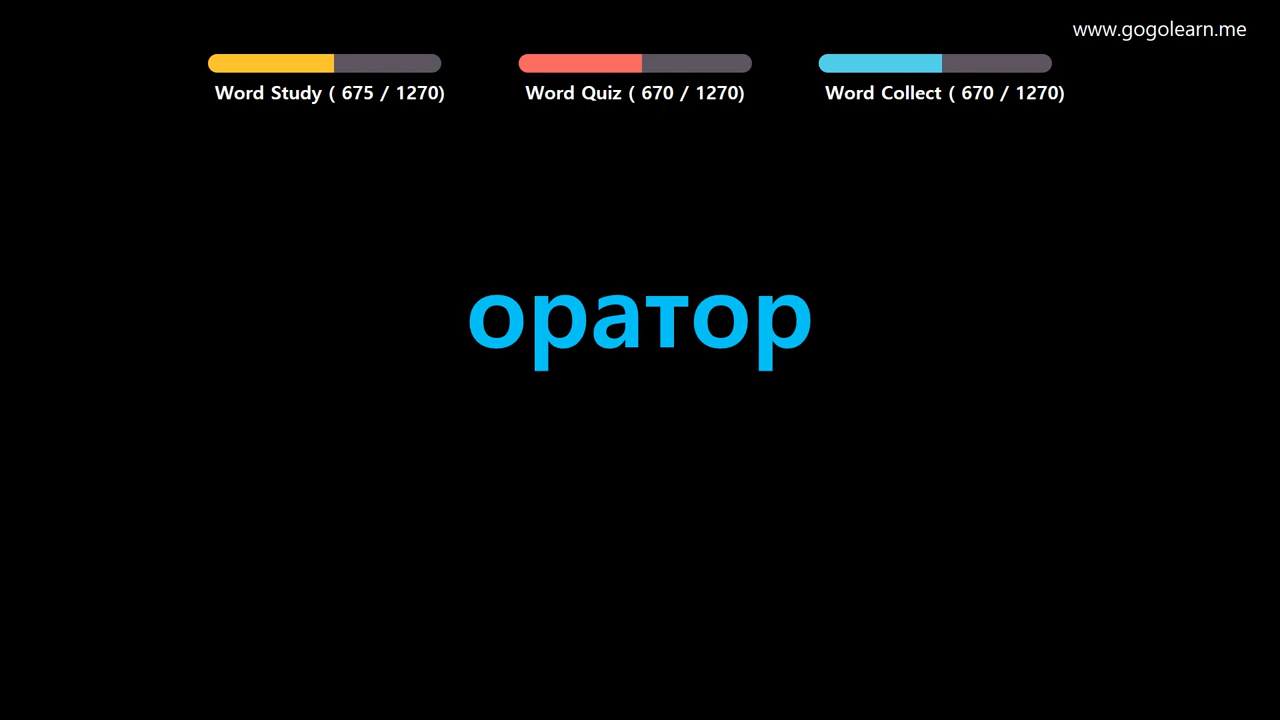 www.gogolearn.me
Word Study ( 675 / 1270)
Word Quiz ( 670 / 1270)
Word Collect ( 670 / 1270)
оратор